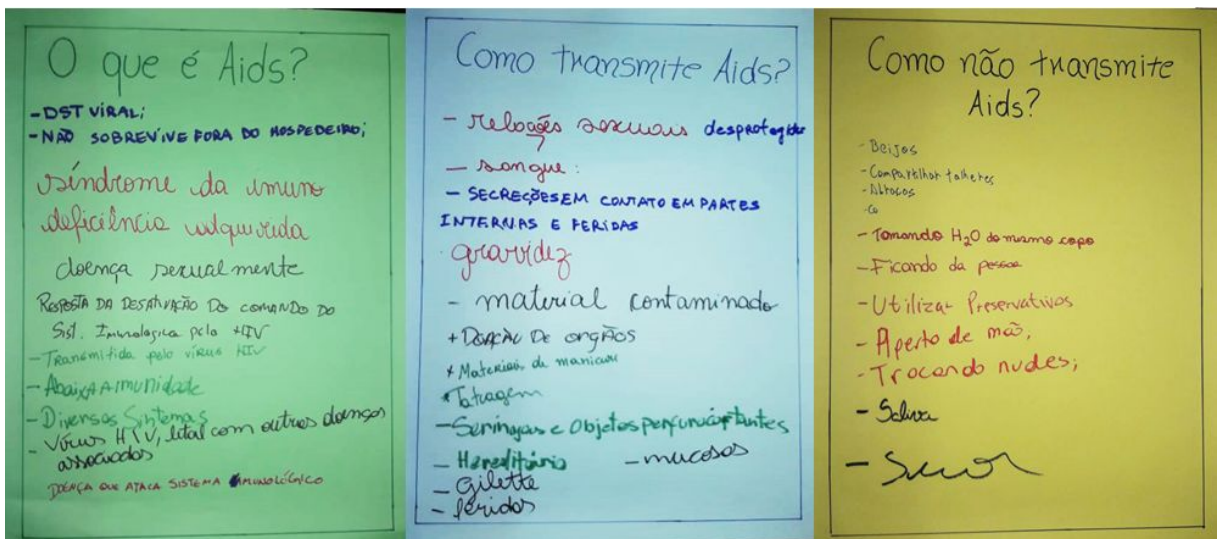 O que é Aids?
- DST VIRAL;
- NÃO SOBREVIVE FORA DO HOSPEDEIRO;
síndrome da imuno
deficiência adquirida
doença sexualmente
RESPOSTA DA DESATIVAÇÃO DO COMANDO DO
SIST. Imunologica pelo HIV
- Transmitida pelo vírus HIV
- Abaixa A imunidade
- Diversos Sintomas
- Vírus HIV, letal com outras doenças
associadas
DOENÇA QUE ATACA SISTEMA IMUNOLÓGICO
Como transmite Aids?
- relações sexuais desprotegidas
- sangue:
- SECREÇÕES EM CONTATO EM PARTES
INTERNAS E FERIDAS
gravidez
- material contaminado
+ DOAÇÃO DE ORGÃOS
* Materiais de manicure
* Tatuagem
- Seringas e Objetos perfurocortantes
- Hereditário - mucosas
- Gilette
- feridas
Como não transmite
Aids?
- Beijos
- Compartilhar talheres
- Abraços
- Co
- Tomando H₂O do mesmo copo
- Ficando da pessoa
- Utilizar Preservativos
- Aperto de mão;
- Trocando nudes;
- Saliva
- Suor